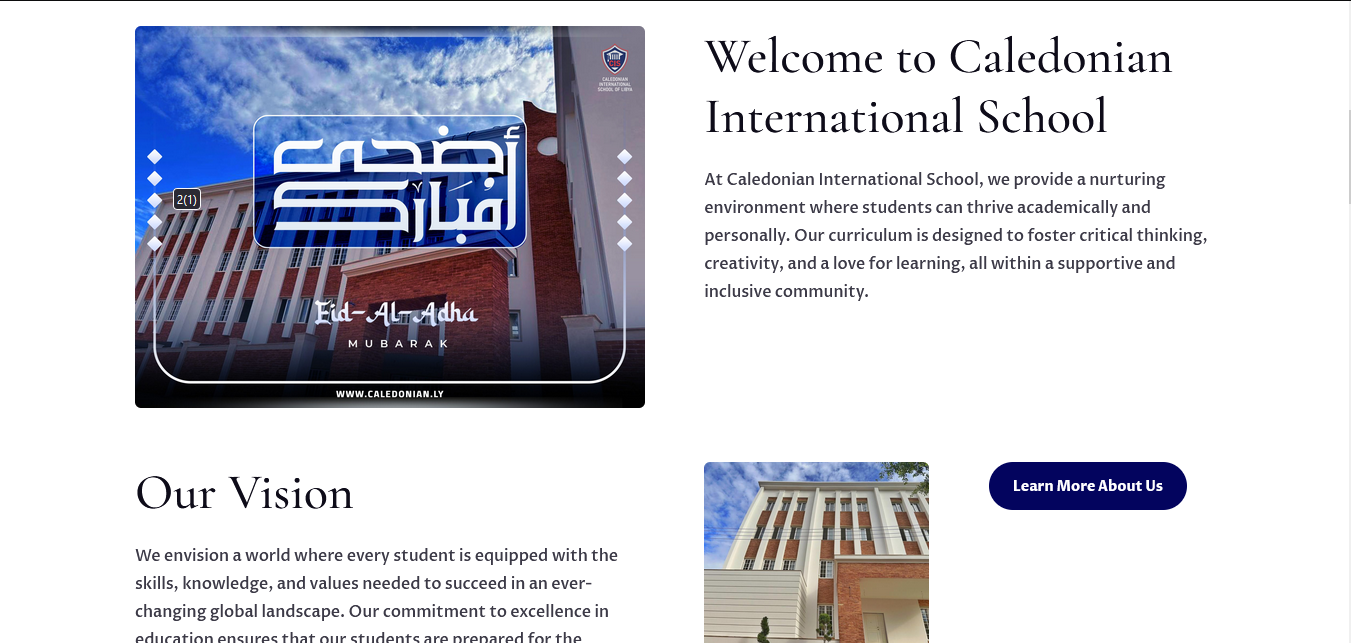 CALEDONIAN
INTERNATIONAL
SCHOOL OF LIBYA
أضحى
مبارك
2(1)
Eid-Al-Adha
MUBARAK
WWW.CALEDONIAN.LY
Welcome to Caledonian
International School
At Caledonian International School, we provide a nurturing
environment where students can thrive academically and
personally. Our curriculum is designed to foster critical thinking,
creativity, and a love for learning, all within a supportive and
inclusive community.
Our Vision
We envision a world where every student is equipped with the
skills, knowledge, and values needed to succeed in an ever-
changing global landscape. Our commitment to excellence in
education ensures that our students are prepared for the
Learn More About Us